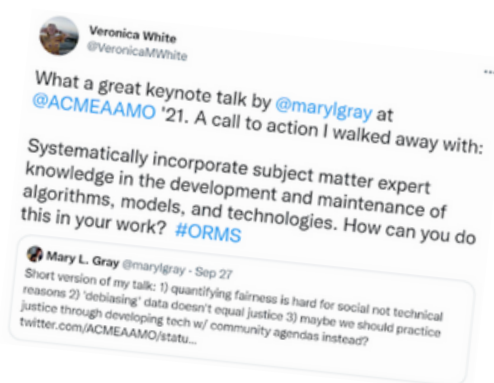 Veronica White
@VeronicaMWhite
What a great keynote talk by @marylgray at
@ACMEAAMO '21. A call to action I walked away with:
Systematically incorporate subject matter expert
knowledge in the development and maintenance of
algorithms, models, and technologies. How can you do
this in your work? #ORMS
Mary L. Gray @marylgray · Sep 27
Short version of my talk: 1) quantifying fairness is hard for social not technical
reasons 2) 'debiasing' data doesn't equal justice 3) maybe we should practice
justice through developing tech w/ community agendas instead?
twitter.com/ACMEAAMO/statu...